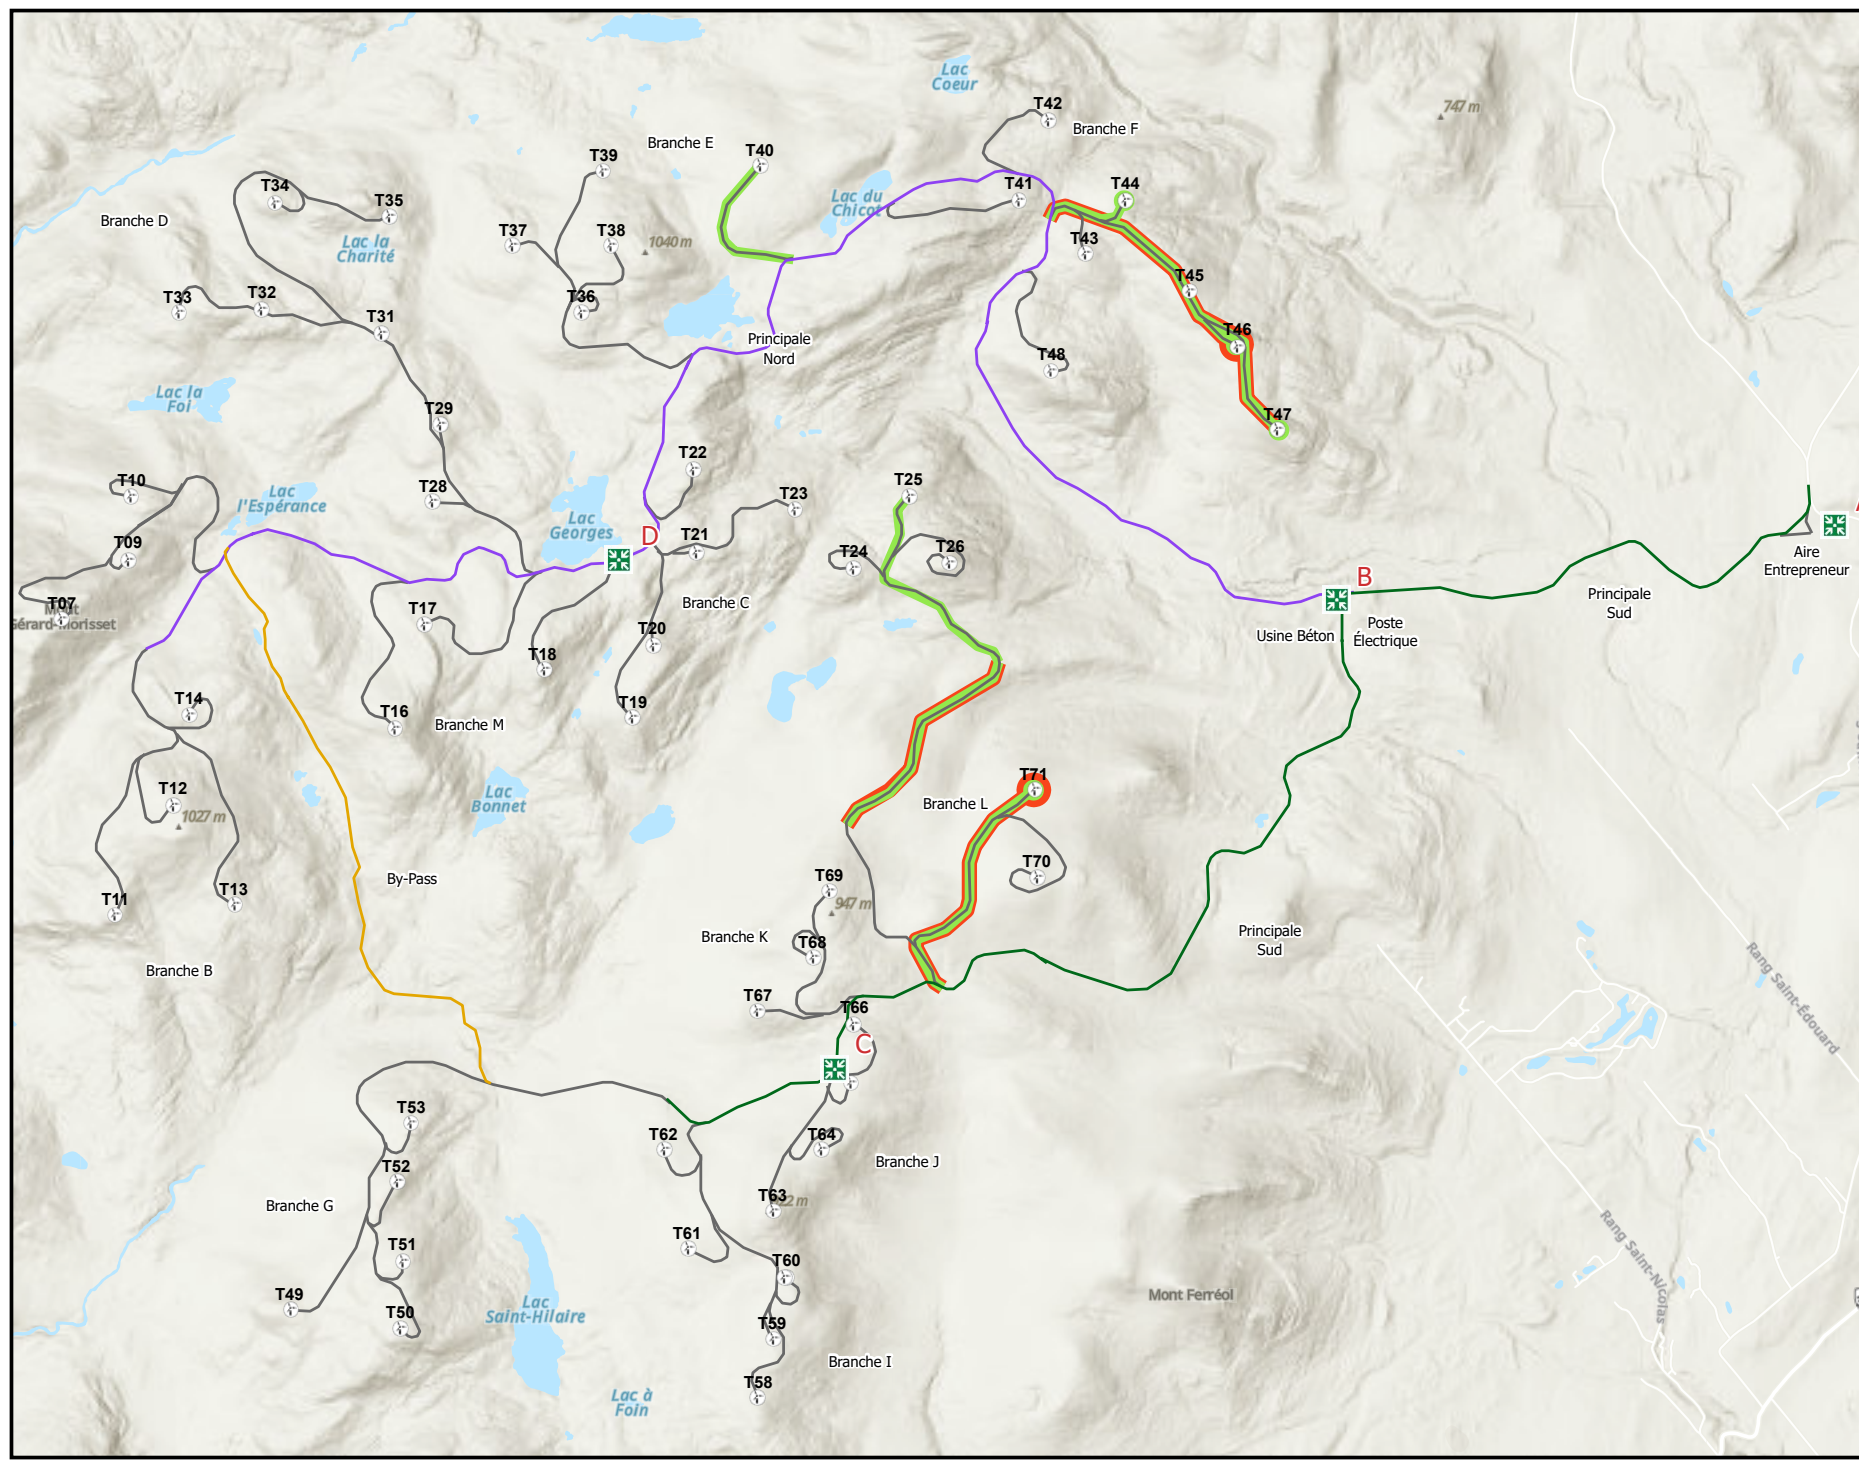 Lac
Coeur
747 m
T42
Branche F
Branche E
T40
T39
T34
T35
Branche D
Lac la
Charité
T37
T38
1040 m
Lac du
Chicot
T41
T44
T43
T33
T32
T31
T36
T45
T46
Principale
Nord
T48
Lac la
Foi
T29
T47
T10
T28
T22
T23
T25
Lac
l'Espérance
Lac
Georges
D
T21
T09
T24
T26
Aire
Entrepreneur
B
T07
Gérard-Morisset
T17
Branche C
T20
Principale
Sud
Usine Béton
Poste
Électrique
T18
T14
T16
Branche M
T19
T12
1027 m
Lac
Bonnet
Branche L
T71
T70
By-Pass
T11
T13
T69
947 m
Branche K
T68
Principale
Sud
Branche B
T67
T66
C
Rang Saint-Édouard
T53
T62
T64
Branche J
T52
Branche G
T63
T61
T51
T60
T49
T50
Lac
Saint-Hilaire
T59
Mont Ferréol
Rang Saint-Nicolas
Branche I
T58
Lac à
Foin